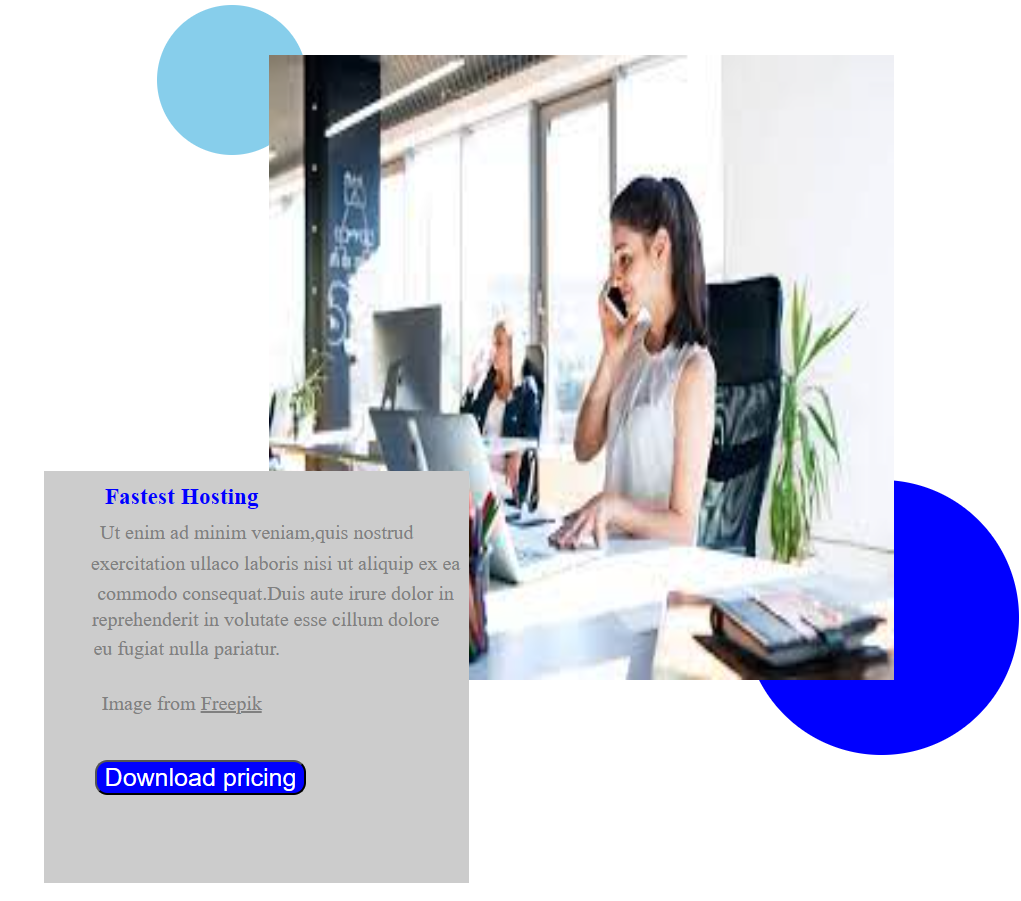 Fastest Hosting
Ut enim ad minim veniam,quis nostrud
exercitation ullaco laboris nisi ut aliquip ex ea
commodo consequat.Duis aute irure dolor in
reprehenderit in volutate esse cillum dolore
eu fugiat nulla pariatur.
Image from Freepik
Download pricing